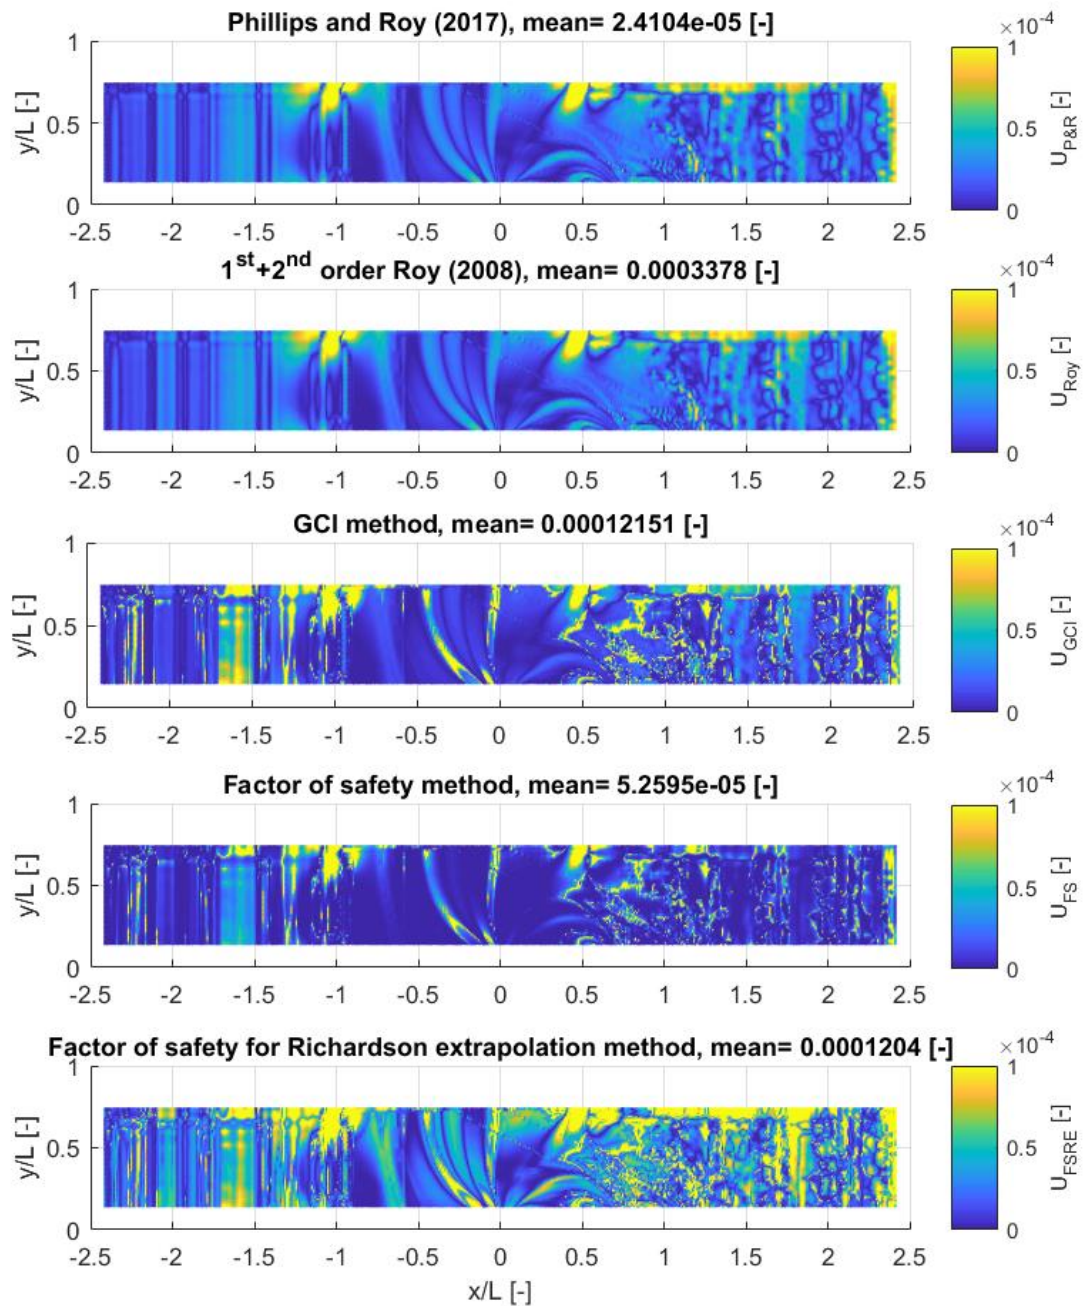 Phillips and Roy (2017), mean= 2.4104e-05 [-]
×10-4
1
0.5
0
y/L [-]
-2.5 -2 -1.5 -1 -0.5 0 0.5 1 1.5 2 2.5
1
0.5
0
UP&R [-]
1st+2nd order Roy (2008), mean= 0.0003378 [-]
×10-4
1
0.5
0
y/L [-]
-2.5 -2 -1.5 -1 -0.5 0 0.5 1 1.5 2 2.5
1
0.5
0
URoy [-]
GCI method, mean= 0.00012151 [-]
×10-4
1
0.5
0
y/L [-]
-2.5 -2 -1.5 -1 -0.5 0 0.5 1 1.5 2 2.5
1
0.5
0
UGCI [-]
Factor of safety method, mean= 5.2595e-05 [-]
×10-4
1
0.5
0
y/L [-]
-2.5 -2 -1.5 -1 -0.5 0 0.5 1 1.5 2 2.5
1
0.5
0
UFS [-]
Factor of safety for Richardson extrapolation method, mean= 0.0001204 [-]
×10-4
1
0.5
0
y/L [-]
-2.5 -2 -1.5 -1 -0.5 0 0.5 1 1.5 2 2.5
x/L [-]
1
0.5
0
UFSRE [-]